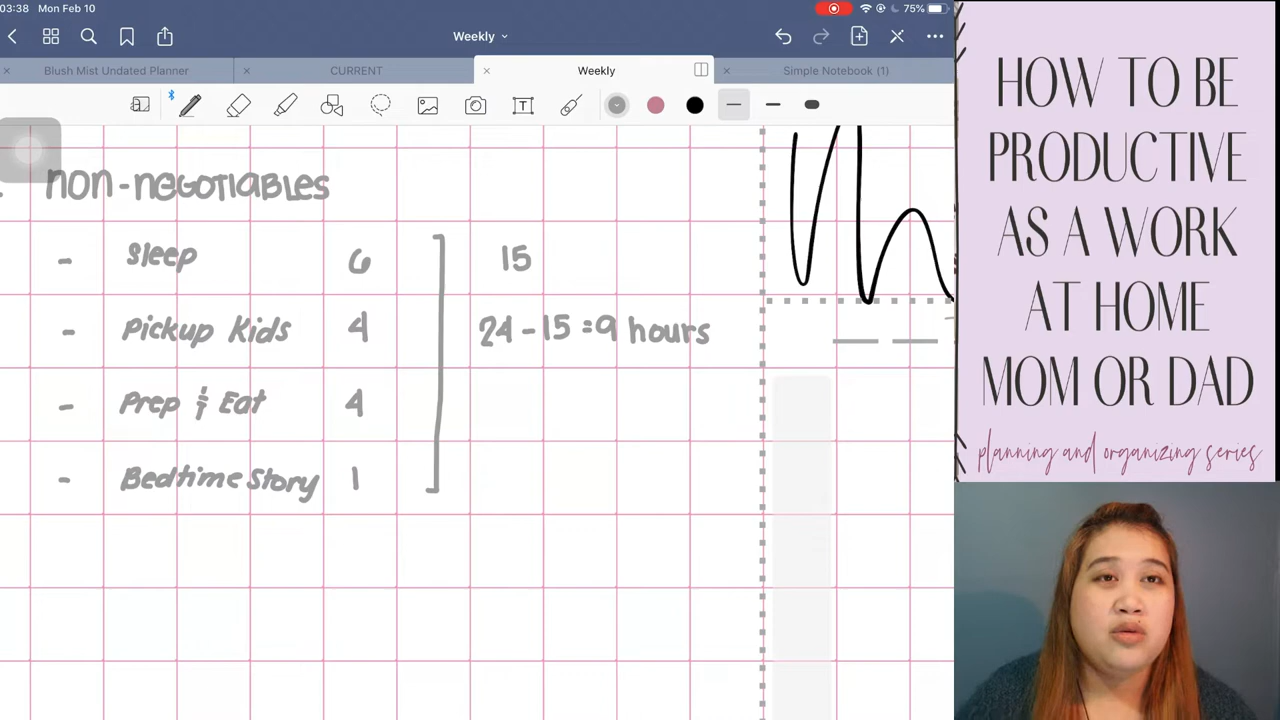 03:38 Mon Feb 10
75%
Weekly
Blush Mist Undated Planner
CURRENT
Weekly
Simple Notebook (1)
T
non-negotiables
- Sleep 6
15
- Pickup Kids 4
24 - 15 = 9 hours
- Prep & Eat 4
- Bedtime Story 1
HOW TO BE
PRODUCTIVE
AS A WORK
AT HOME
MOM OR DAD
planning and organizing series